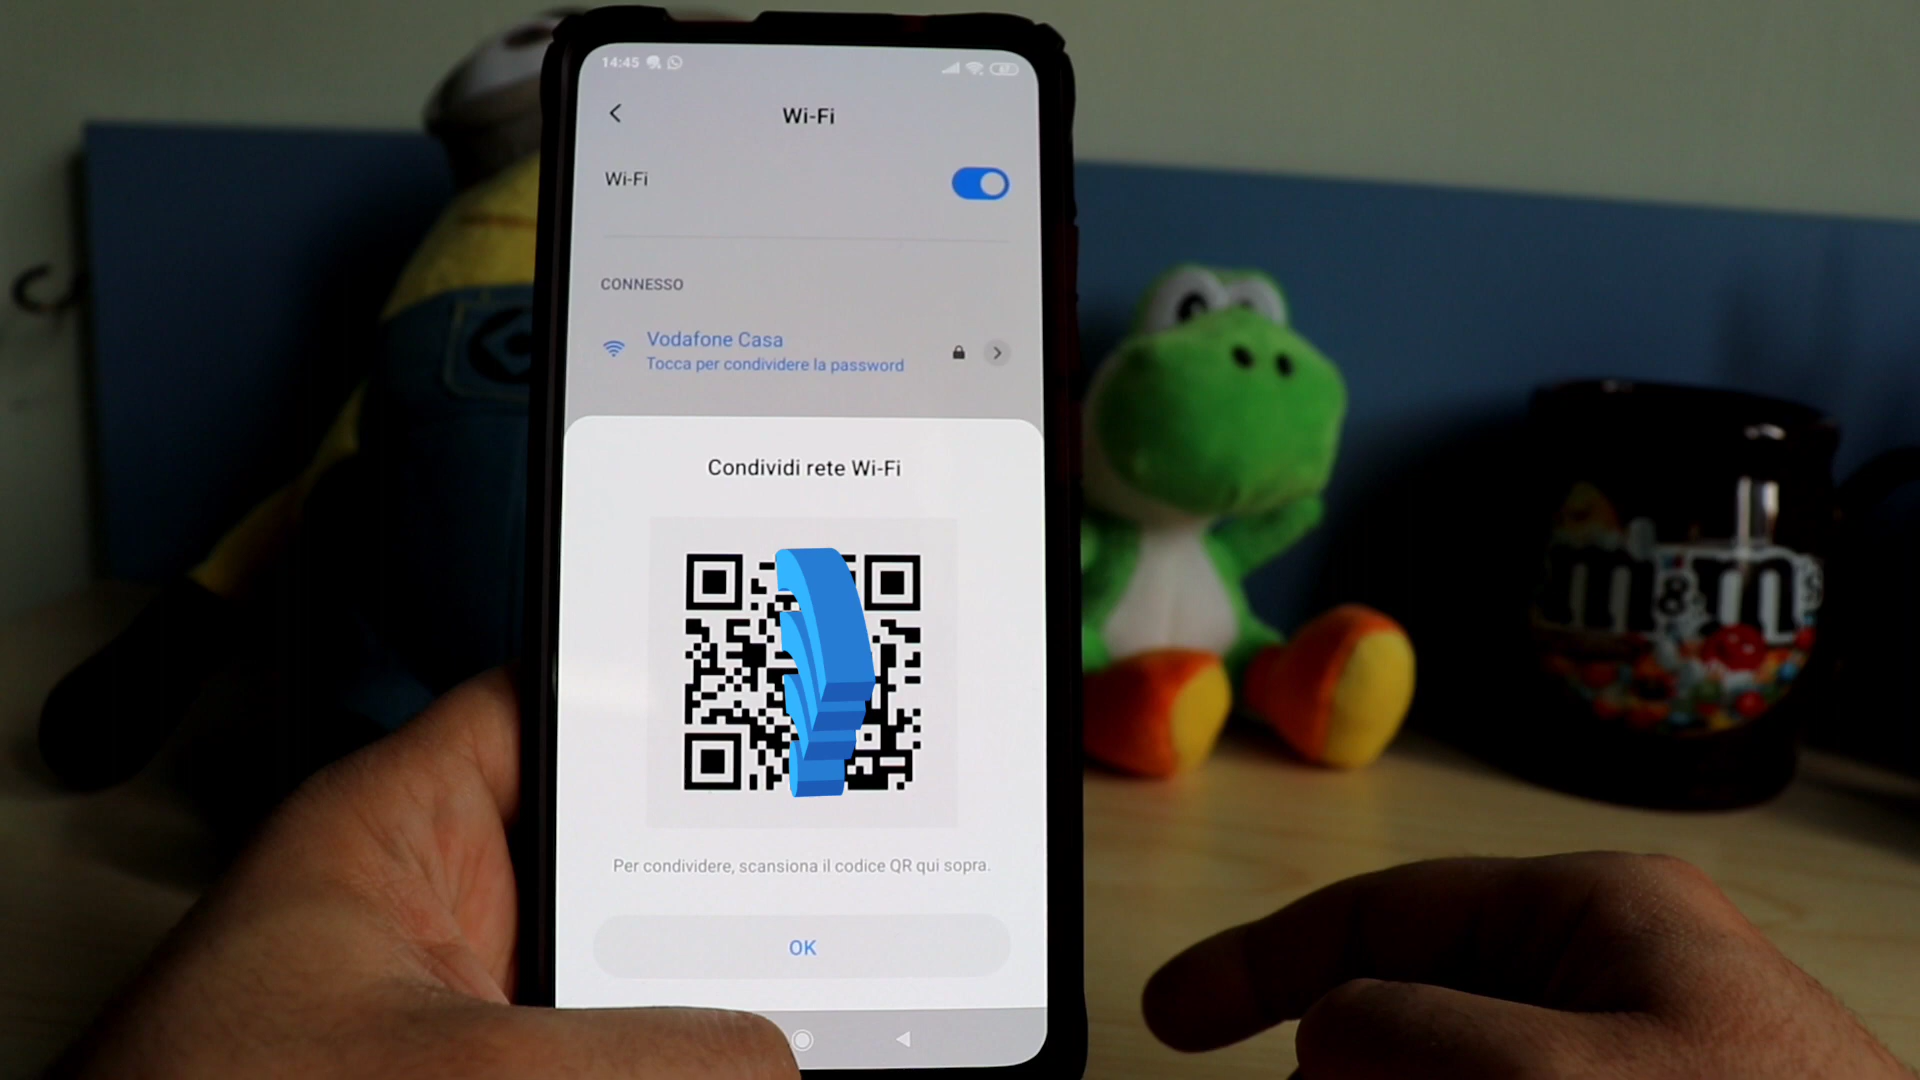 14:45
87
Wi-Fi
Wi-Fi
CONNESSO
Vodafone Casa
Tocca per condividere la password
Condividi rete Wi-Fi
Per condividere, scansiona il codice QR qui sopra.
OK
m&m's